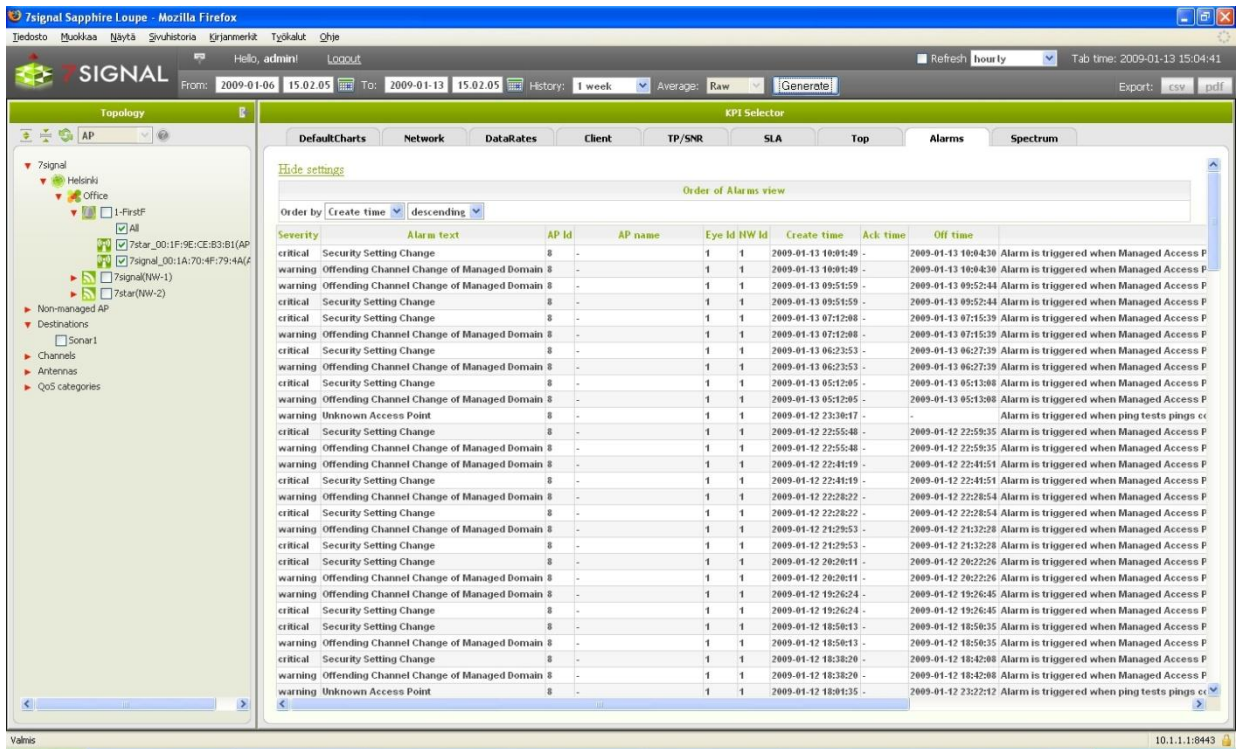 7signal Sapphire Loupe - Mozilla Firefox
Tiedosto Muokkaa Näytä Sivuhistoria Kirjanmerkit Työkalut Ohje
7SIGNAL Hello, admin! Logout Refresh hourly Tab time: 2009-01-13 15:04:41
From: 2009-01-06 15.02.05 To: 2009-01-13 15.02.05 History: 1 week Average: Raw Generate Export: csv pdf
Topology
AP
7signal
Helsinki
Office
1-FirstF
All
7star_00:1F:9E:CE:B3:B1(AP
7signal_00:1A:70:4F:79:4A(A
7signal(NW-1)
7star(NW-2)
Non-managed AP
Destinations
Sonar1
Channels
Antennas
QoS categories
KPI Selector
DefaultCharts Network DataRates Client TP/SNR SLA Top Alarms Spectrum
Hide settings
Order of Alarms view
Order by Create time descending
Severity Alarm text AP Id AP name Eye Id NW Id Create time Ack time Off time
critical Security Setting Change 8 - 1 1 2009-01-13 10:01:49 - 2009-01-13 10:04:30 Alarm is triggered when Managed Access P
warning Offending Channel Change of Managed Domain 8 - 1 1 2009-01-13 10:01:49 - 2009-01-13 10:04:30 Alarm is triggered when Managed Access P
warning Offending Channel Change of Managed Domain 8 - 1 1 2009-01-13 09:51:59 - 2009-01-13 09:52:44 Alarm is triggered when Managed Access P
critical Security Setting Change 8 - 1 1 2009-01-13 09:51:59 - 2009-01-13 09:52:44 Alarm is triggered when Managed Access P
critical Security Setting Change 8 - 1 1 2009-01-13 07:12:08 - 2009-01-13 07:15:39 Alarm is triggered when Managed Access P
warning Offending Channel Change of Managed Domain 8 - 1 1 2009-01-13 07:12:08 - 2009-01-13 07:15:39 Alarm is triggered when Managed Access P
critical Security Setting Change 8 - 1 1 2009-01-13 06:23:53 - 2009-01-13 06:27:39 Alarm is triggered when Managed Access P
warning Offending Channel Change of Managed Domain 8 - 1 1 2009-01-13 06:23:53 - 2009-01-13 06:27:39 Alarm is triggered when Managed Access P
critical Security Setting Change 8 - 1 1 2009-01-13 05:12:05 - 2009-01-13 05:13:08 Alarm is triggered when Managed Access P
warning Offending Channel Change of Managed Domain 8 - 1 1 2009-01-13 05:12:05 - 2009-01-13 05:13:08 Alarm is triggered when Managed Access P
warning Unknown Access Point 8 - 1 1 2009-01-12 23:30:17 - - Alarm is triggered when ping tests pings co
critical Security Setting Change 8 - 1 1 2009-01-12 22:55:48 - 2009-01-12 22:59:35 Alarm is triggered when Managed Access P
warning Offending Channel Change of Managed Domain 8 - 1 1 2009-01-12 22:55:48 - 2009-01-12 22:59:35 Alarm is triggered when Managed Access P
warning Offending Channel Change of Managed Domain 8 - 1 1 2009-01-12 22:41:19 - 2009-01-12 22:41:51 Alarm is triggered when Managed Access P
critical Security Setting Change 8 - 1 1 2009-01-12 22:41:19 - 2009-01-12 22:41:51 Alarm is triggered when Managed Access P
warning Offending Channel Change of Managed Domain 8 - 1 1 2009-01-12 22:28:22 - 2009-01-12 22:28:54 Alarm is triggered when Managed Access P
critical Security Setting Change 8 - 1 1 2009-01-12 22:28:22 - 2009-01-12 22:28:54 Alarm is triggered when Managed Access P
warning Offending Channel Change of Managed Domain 8 - 1 1 2009-01-12 21:29:53 - 2009-01-12 21:32:28 Alarm is triggered when Managed Access P
critical Security Setting Change 8 - 1 1 2009-01-12 21:29:53 - 2009-01-12 21:32:28 Alarm is triggered when Managed Access P
critical Security Setting Change 8 - 1 1 2009-01-12 20:20:11 - 2009-01-12 20:22:26 Alarm is triggered when Managed Access P
warning Offending Channel Change of Managed Domain 8 - 1 1 2009-01-12 20:20:11 - 2009-01-12 20:22:26 Alarm is triggered when Managed Access P
warning Offending Channel Change of Managed Domain 8 - 1 1 2009-01-12 19:26:24 - 2009-01-12 19:26:45 Alarm is triggered when Managed Access P
critical Security Setting Change 8 - 1 1 2009-01-12 19:26:24 - 2009-01-12 19:26:45 Alarm is triggered when Managed Access P
critical Security Setting Change 8 - 1 1 2009-01-12 18:50:13 - 2009-01-12 18:50:35 Alarm is triggered when Managed Access P
warning Offending Channel Change of Managed Domain 8 - 1 1 2009-01-12 18:50:13 - 2009-01-12 18:50:35 Alarm is triggered when Managed Access P
critical Security Setting Change 8 - 1 1 2009-01-12 18:38:20 - 2009-01-12 18:42:08 Alarm is triggered when Managed Access P
warning Offending Channel Change of Managed Domain 8 - 1 1 2009-01-12 18:38:20 - 2009-01-12 18:42:08 Alarm is triggered when Managed Access P
warning Unknown Access Point 8 - 1 1 2009-01-12 18:01:35 - 2009-01-12 23:22:12 Alarm is triggered when ping tests pings co
Valmis 10.1.1.1:8443